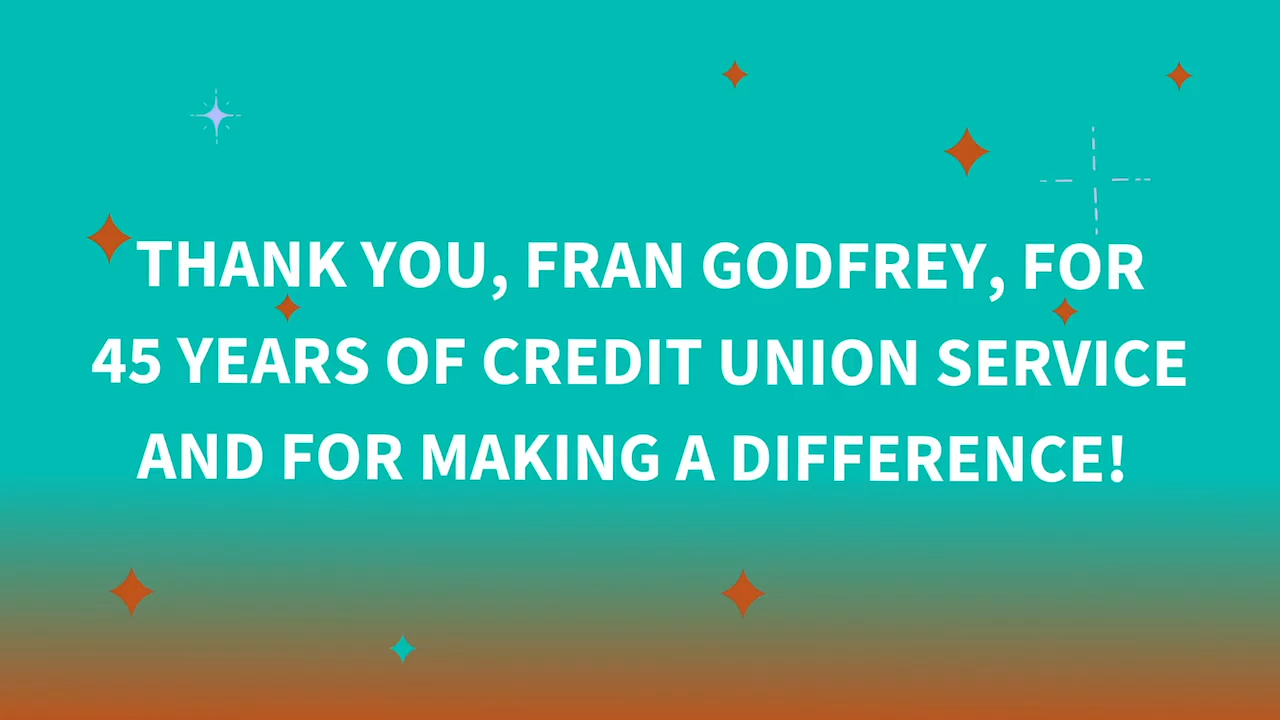 THANK YOU, FRAN GODFREY, FOR
45 YEARS OF CREDIT UNION SERVICE
AND FOR MAKING A DIFFERENCE!